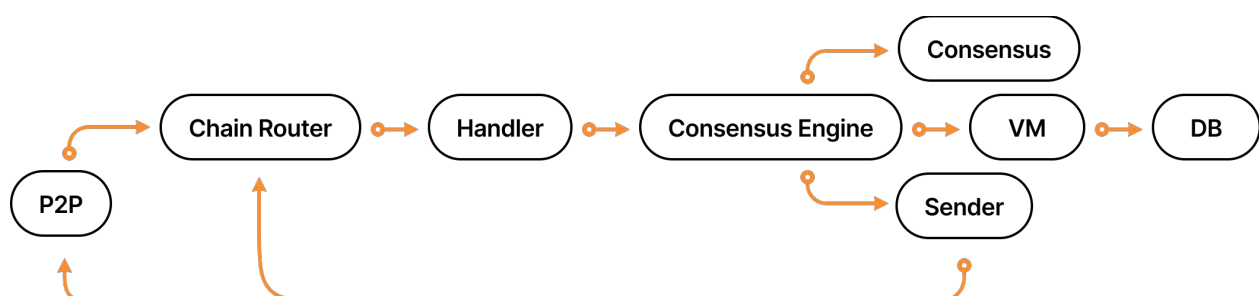 Consensus
Chain Router
Handler
Consensus Engine
VM
DB
P2P
Sender